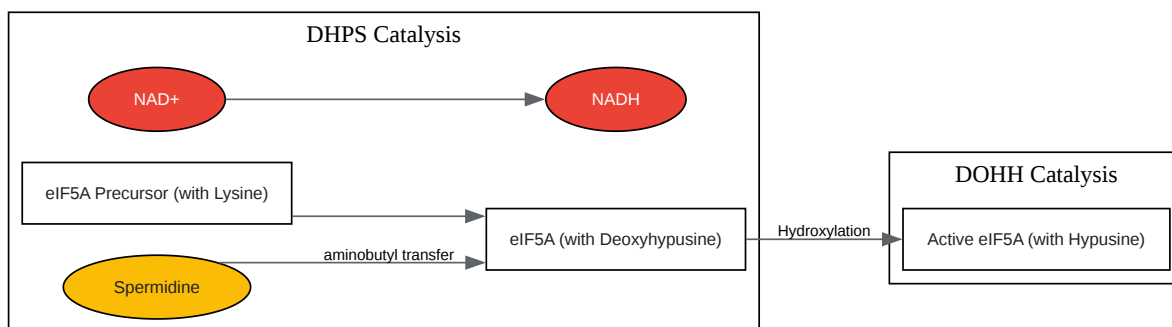 DHPS Catalysis
NAD+
NADH
eIF5A Precursor (with Lysine)
DOHH Catalysis
eIF5A (with Deoxyhypusine)
Hydroxylation
Active eIF5A (with Hypusine)
aminobutyl transfer
Spermidine